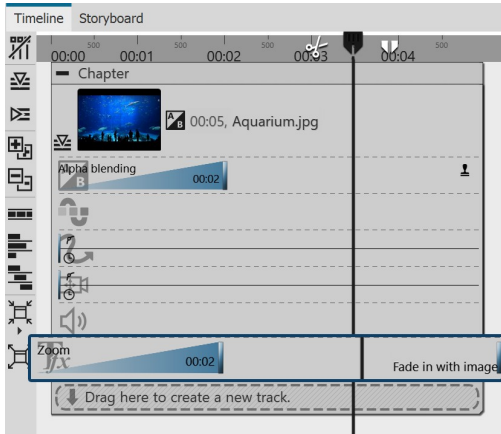 Timeline Storyboard
500 500 500 500
00:00 00:01 00:02 00:03 00:04
Chapter
A B 00:05, Aquarium.jpg
Alpha blending
A B 00:02
Zoom
Tfx 00:02
Fade in with image
Drag here to create a new track.